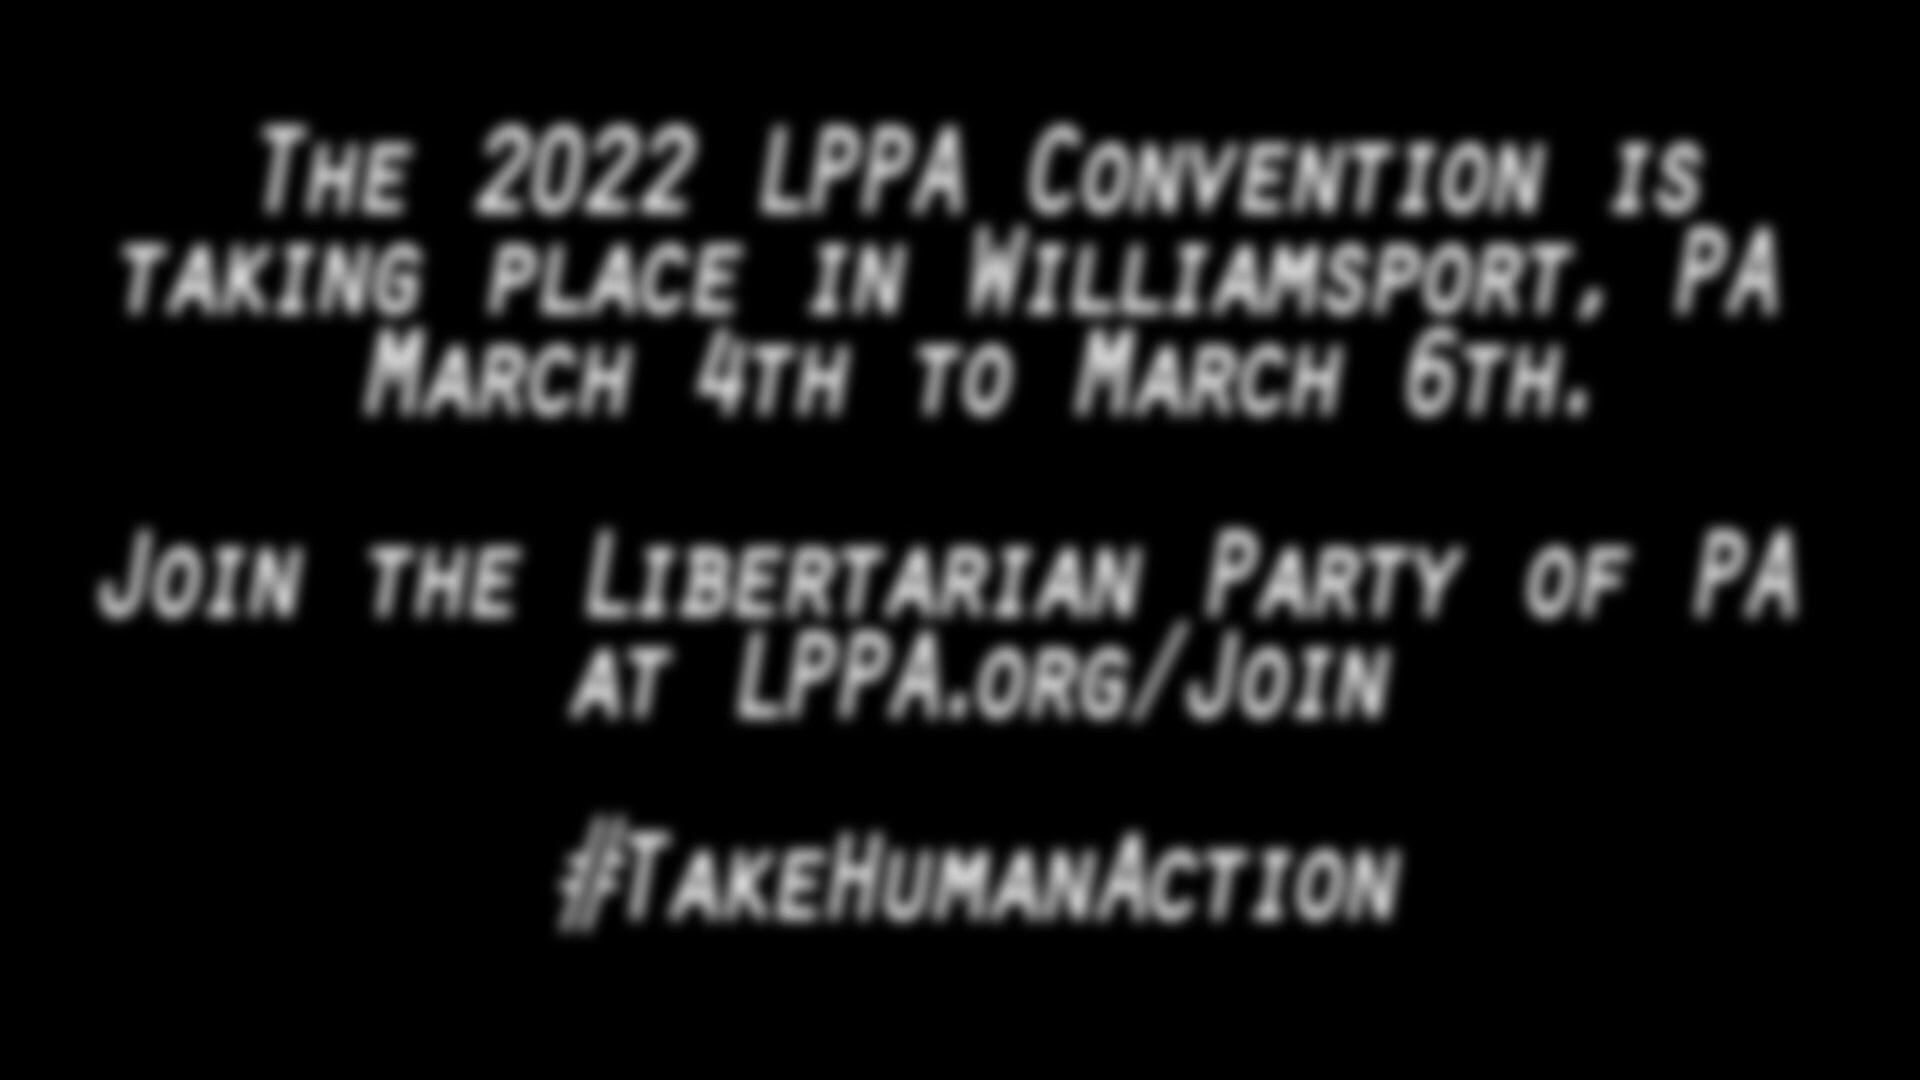 The 2022 LPPA Convention is
taking place in Williamsport, PA
March 4th to March 6th.
Join the Libertarian Party of PA
at LPPA.org/Join
#TakeHumanAction